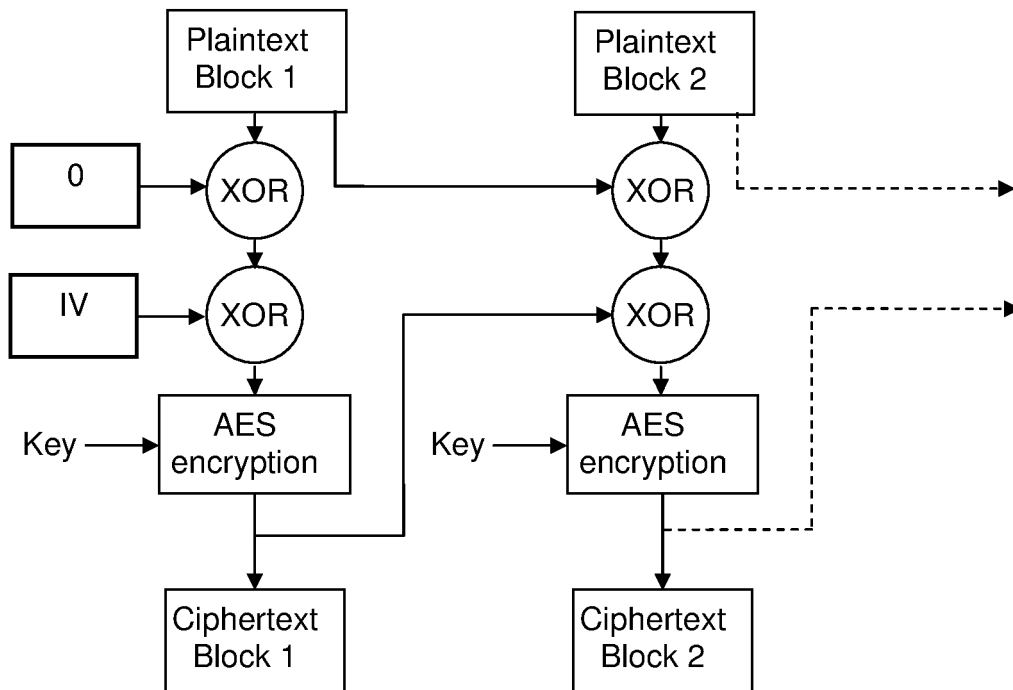 Plaintext
Block 1
Plaintext
Block 2
0
XOR
XOR
IV
XOR
XOR
Key
AES
encryption
Key
AES
encryption
Ciphertext
Block 1
Ciphertext
Block 2